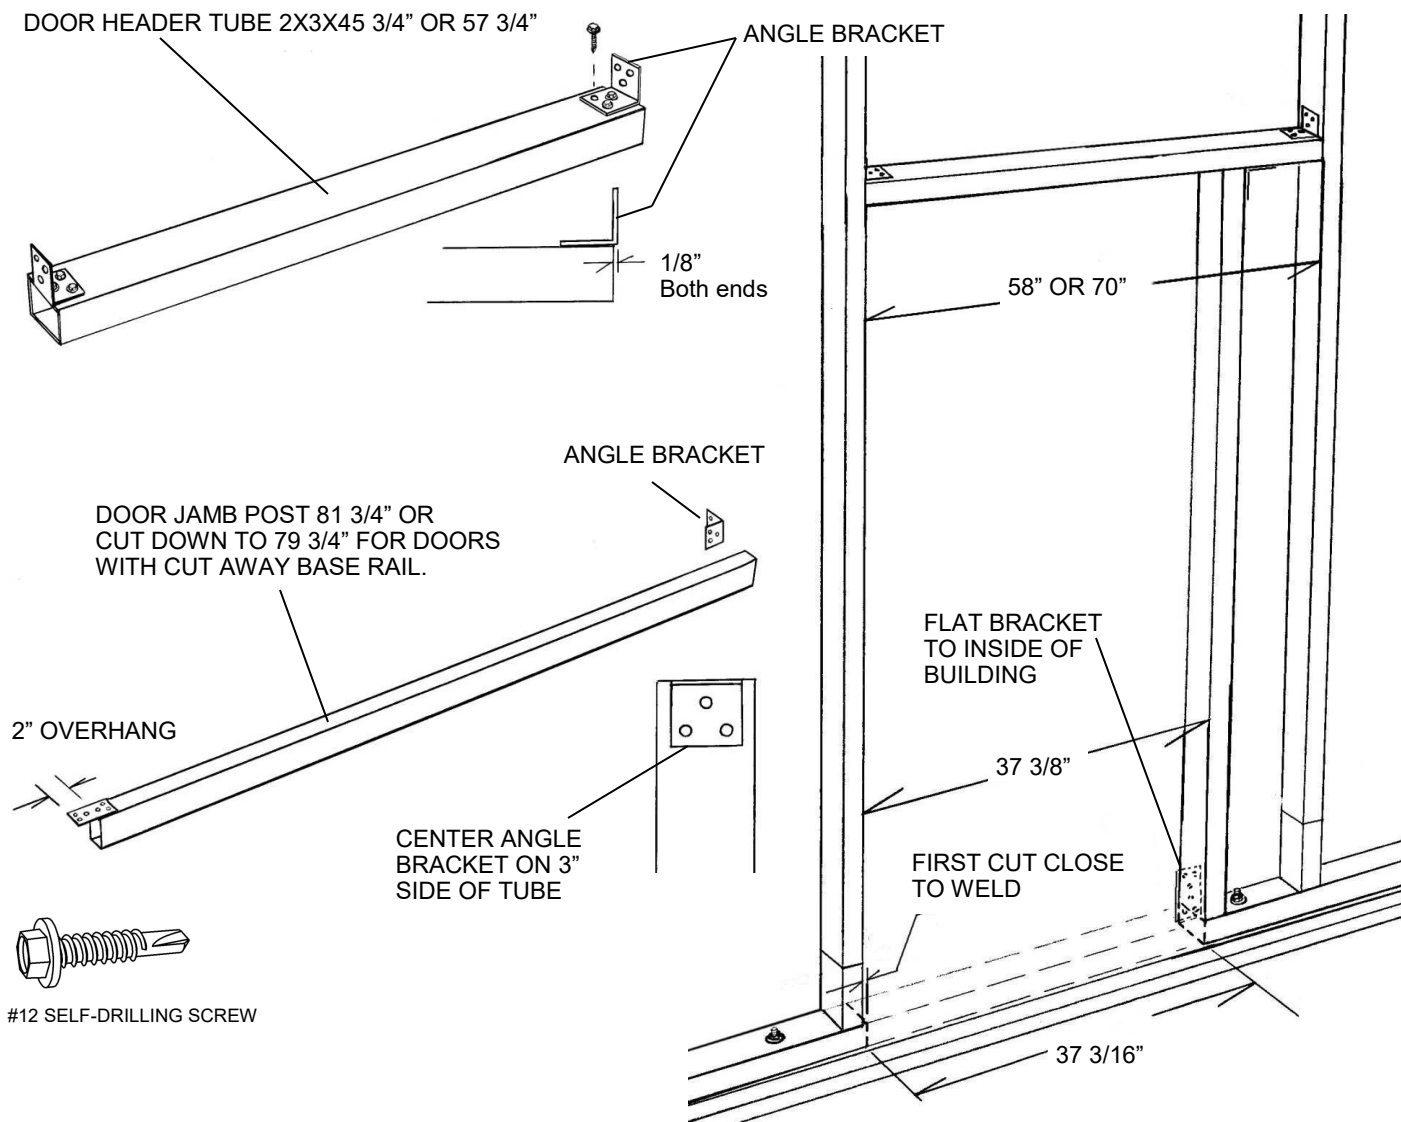 DOOR HEADER TUBE 2X3X45 3/4” OR 57 3/4”
ANGLE BRACKET
1/8”
Both ends
58” OR 70”
ANGLE BRACKET
DOOR JAMB POST 81 3/4” OR
CUT DOWN TO 79 3/4” FOR DOORS
WITH CUT AWAY BASE RAIL.
FLAT BRACKET
TO INSIDE OF
BUILDING
2” OVERHANG
37 3/8”
CENTER ANGLE
BRACKET ON 3”
SIDE OF TUBE
FIRST CUT CLOSE
TO WELD
#12 SELF-DRILLING SCREW
37 3/16”